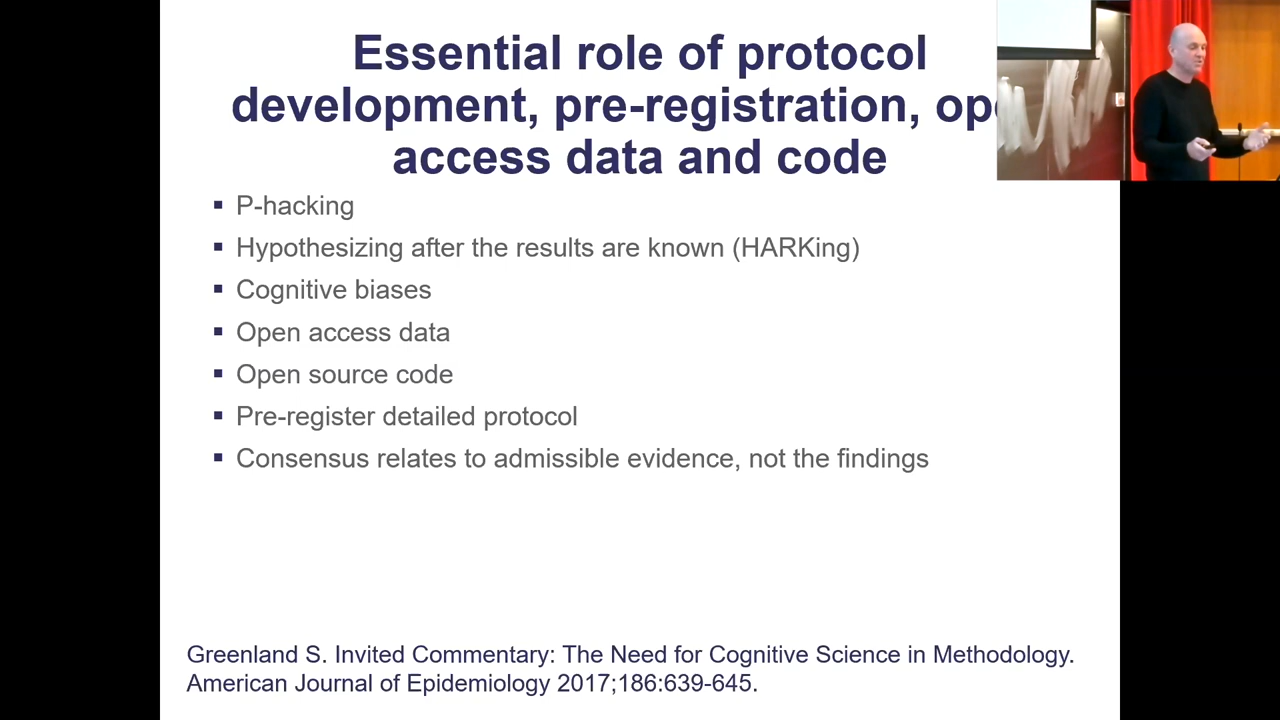 Essential role of protocol
development, pre-registration,
access data and code
▪ P-hacking
▪ Hypothesizing after the results are known (HARKing)
▪ Cognitive biases
▪ Open access data
▪ Open source code
▪ Pre-register detailed protocol
▪ Consensus relates to admissible evidence, not the findings
Greenland S. Invited Commentary: The Need for Cognitive Science in Methodology.
American Journal of Epidemiology 2017;186:639-645.